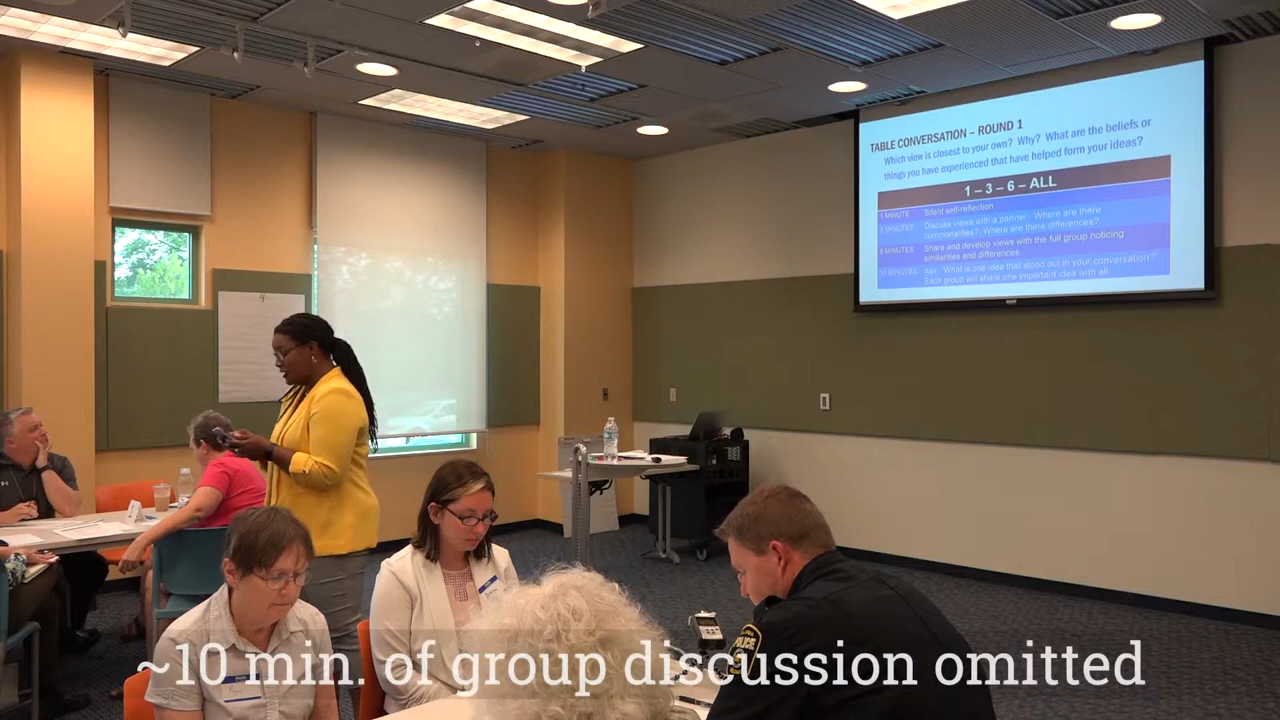 TABLE CONVERSATION – ROUND 1
Which view is closest to your own? Why? What are the beliefs or
things you have experienced that have helped form your ideas?
1 – 3 – 6 – ALL
1 MINUTE Silent self-reflection
3 MINUTES Discuss views with a partner. Where are there
commonalities? Where are there differences?
6 MINUTES Share and develop views with the full group noticing
similarities and differences.
10 MINUTES Ask, "What is one idea that stood out in your conversation?"
Each group will share one important idea with all.
POLICE
~10 min. of group discussion omitted